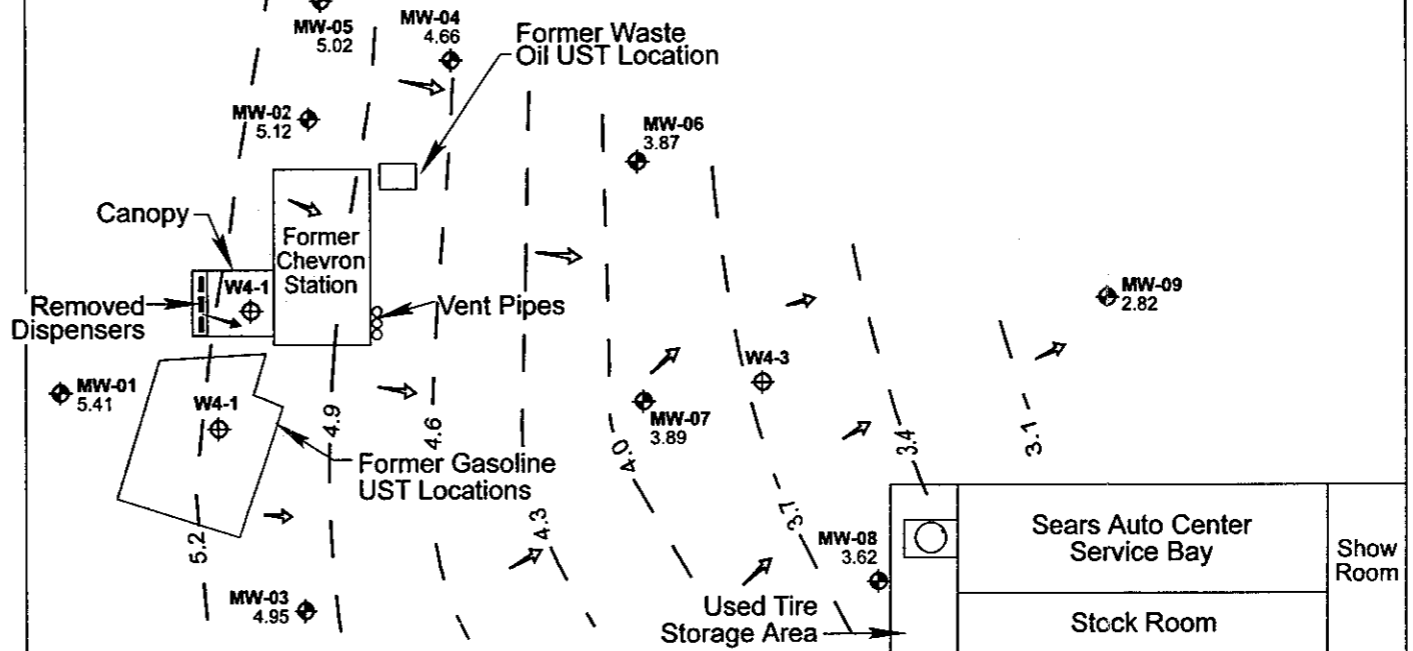 MW-05
5.02
MW-04
4.66
Former Waste
Oil UST Location
MW-02
5.12
MW-06
3.87
Canopy
Former
Chevron
Station
W4-1
Removed
Dispensers
Vent Pipes
MW-09
2.82
MW-01
5.41
W4-1
W4-3
MW-07
3.89
4.9
4.6
4.0
3.4
3.1
Former Gasoline
UST Locations
5.2
4.3
3.7
MW-08
3.62
Sears Auto Center
Service Bay
Show
Room
MW-03
4.95
Used Tire
Storage Area
Stock Room